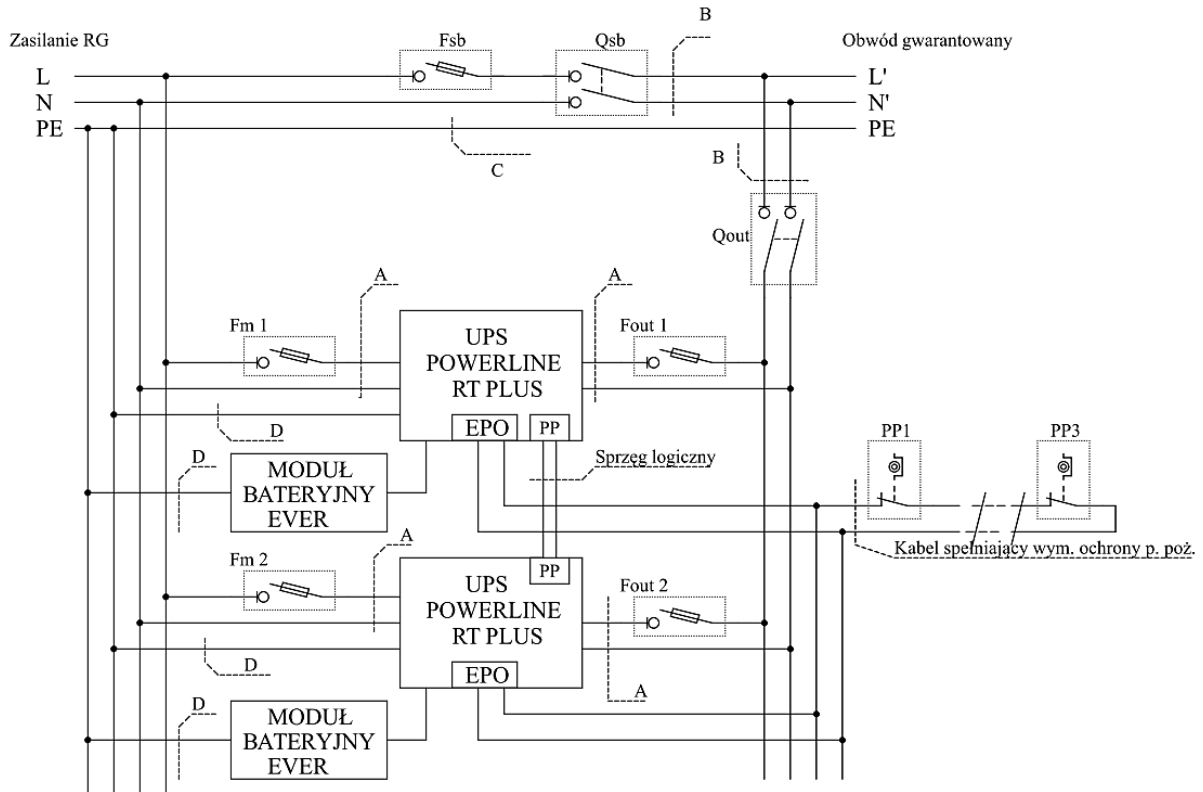 B
Zasilanie RG
Fsb
Qsb
Obwód gwarantowany
L
L'
N
N'
PE
PE
C
B
Qout
A
A
Fm 1
UPS
POWERLINE
RT PLUS
Fout 1
EPO
PP
D
D
MODUŁ
BATERYJNY
EVER
Sprzęg logiczny
PP1
PP3
Kabel spełniający wym. ochrony p. poż.
A
Fm 2
PP
UPS
POWERLINE
RT PLUS
Fout 2
EPO
D
A
D
MODUŁ
BATERYJNY
EVER